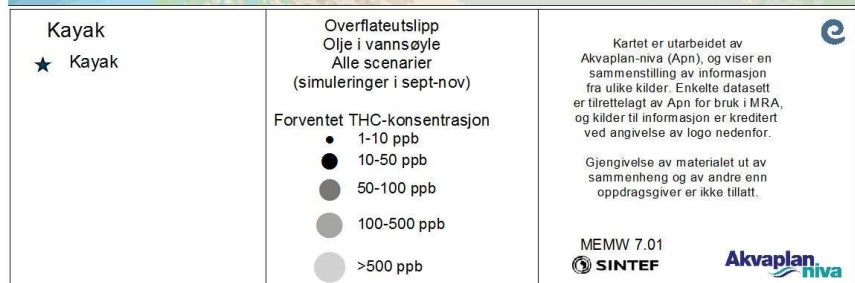 Kayak
Kayak
Overflateutslipp
Olje i vannsøyle
Alle scenarier
(simuleringer i sept-nov)
Forventet THC-konsentrasjon
1-10 ppb
10-50 ppb
50-100 ppb
100-500 ppb
>500 ppb
Kartet er utarbeidet av
Akvaplan-niva (Apn), og viser en
sammenstilling av informasjon
fra ulike kilder. Enkelte datasett
er tilrettelagt av Apn for bruk i MRA,
og kilder til informasjon er kreditert
ved angivelse av logo nedenfor.
Gjengivelse av materialet ut av
sammenheng og av andre enn
oppdragsgiver er ikke tillatt.
MEMW 7.01
SINTEF
Akvaplan
niva